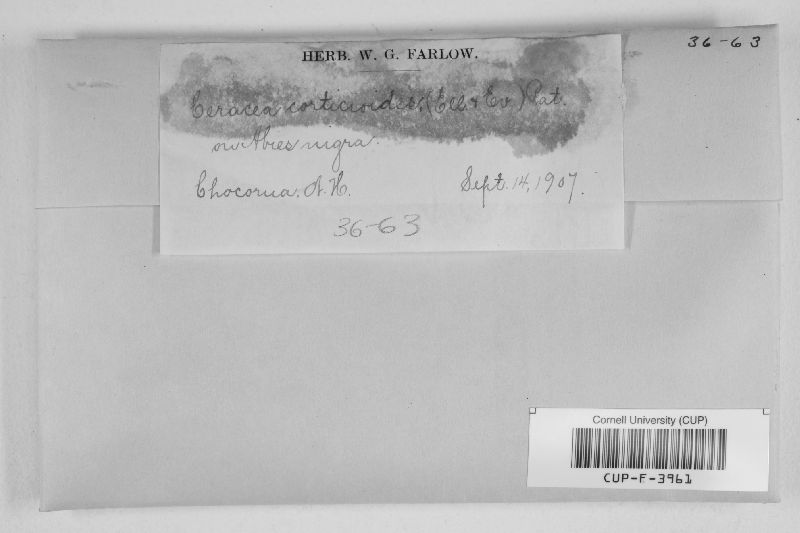 36-63
HERB. W. G. FARLOW.
Ceracea corticioides, (Ell & Ev.) Pat.
on Abies nigra.
Chocorua, N.H. Sept. 14, 1907.
36-63
Cornell University (CUP)
CUP-F-3961